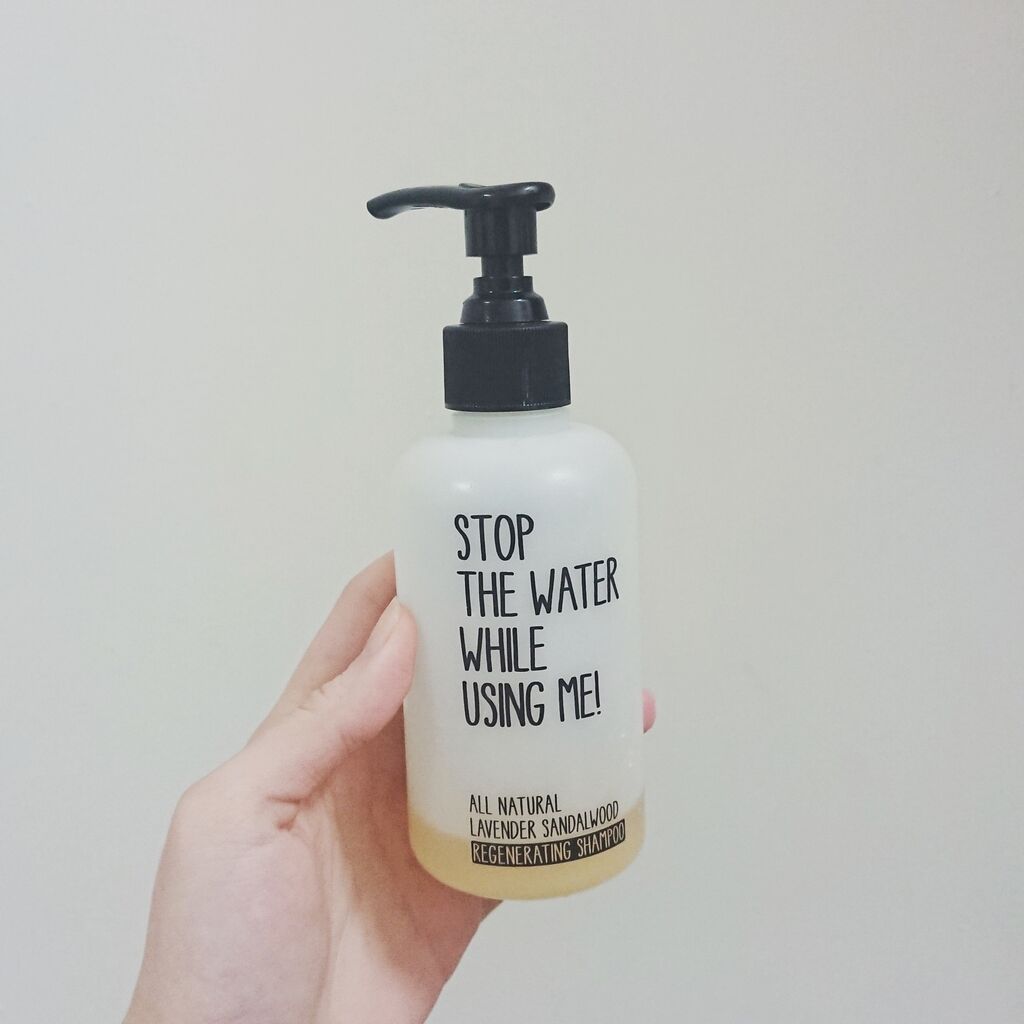 STOP
THE WATER
WHILE
USING ME!
ALL NATURAL
LAVENDER SANDALWOOD
REGENERATING SHAMPOO